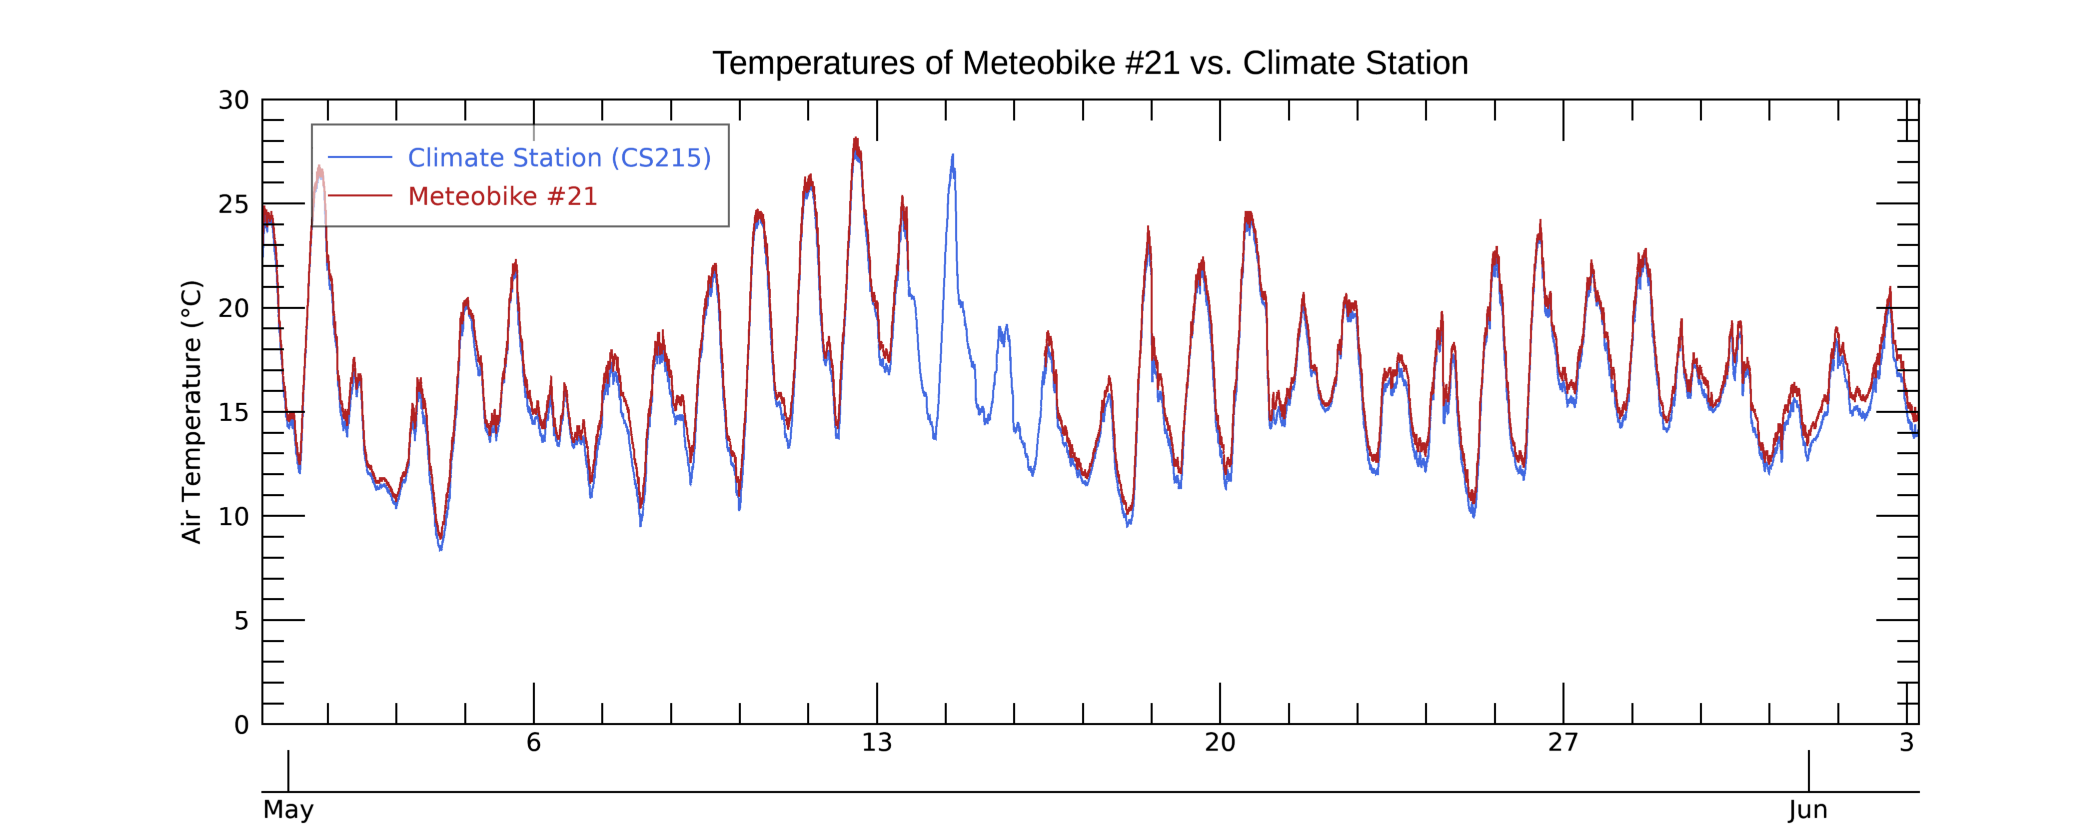 Temperatures of Meteobike #21 vs. Climate Station
30
Climate Station (CS215)
Meteobike #21
25
20
15
10
5
0
Air Temperature (°C)
6 13 20 27 3
May Jun